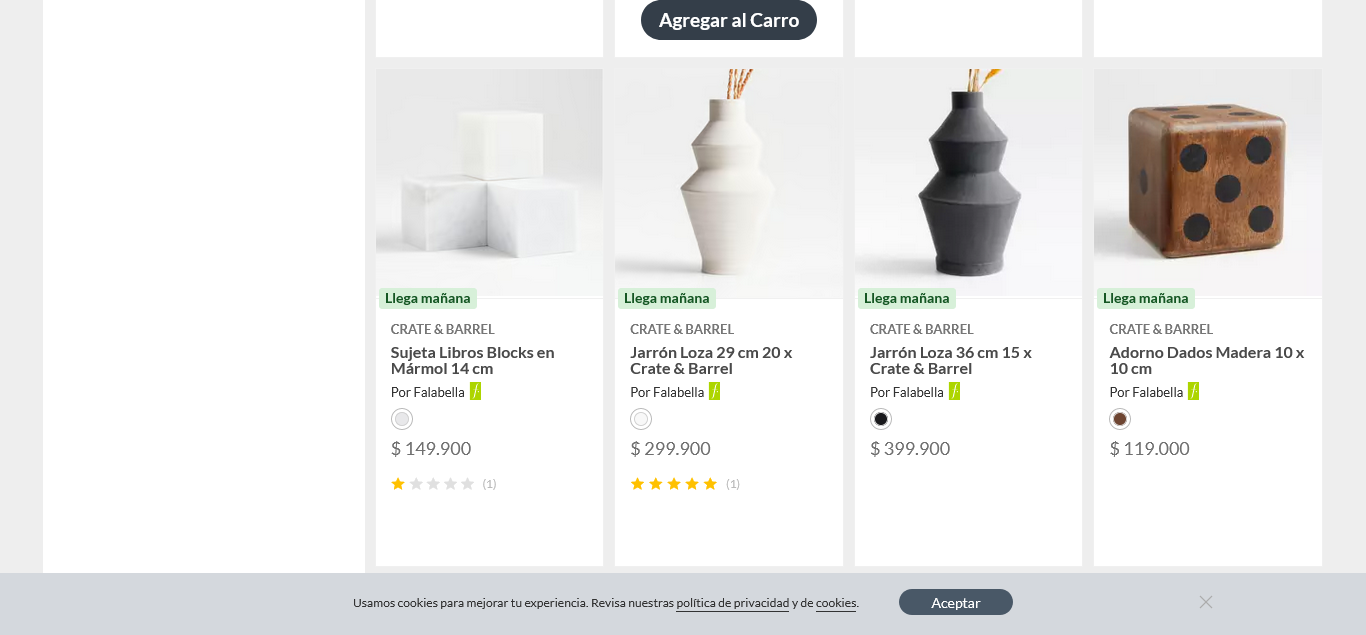 Agregar al Carro
Llega mañana
CRATE & BARREL
Sujeta Libros Blocks en
Mármol 14 cm
Por Falabella
$ 149.900
(1)
Llega mañana
CRATE & BARREL
Jarrón Loza 29 cm 20 x
Crate & Barrel
Por Falabella
$ 299.900
(1)
Llega mañana
CRATE & BARREL
Jarrón Loza 36 cm 15 x
Crate & Barrel
Por Falabella
$ 399.900
Llega mañana
CRATE & BARREL
Adorno Dados Madera 10 x
10 cm
Por Falabella
$ 119.000
Usamos cookies para mejorar tu experiencia. Revisa nuestras política de privacidad y de cookies.
Aceptar